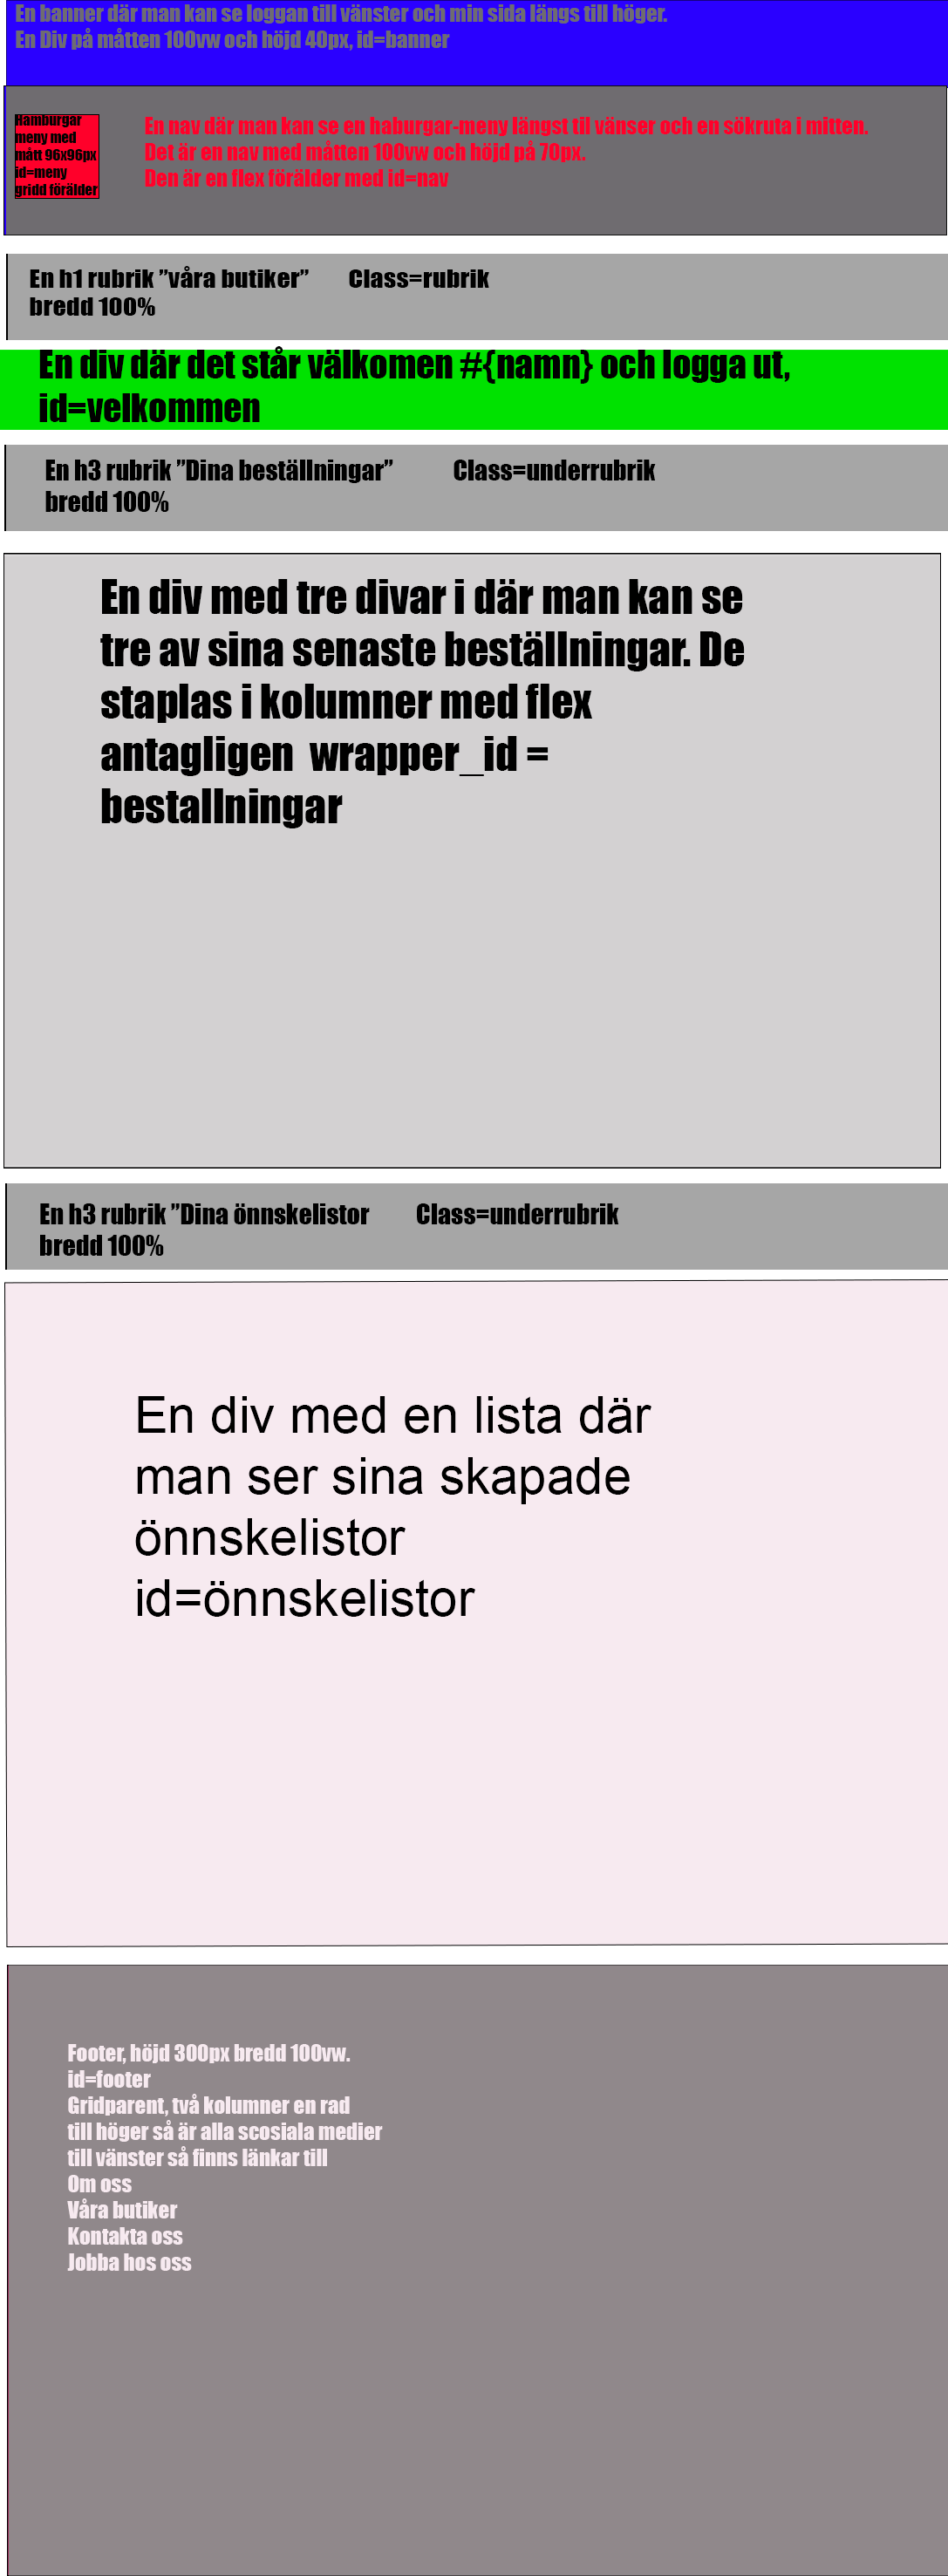 En banner där man kan se loggan till vänster och min sida längs till höger.
En Div på måtten 100vw och höjd 40px, id=banner
Hamburgar
meny med
mått 96x96px
id=meny
gridd förälder
En nav där man kan se en haburgar-meny längst til vänser och en sökruta i mitten.
Det är en nav med måtten 100vw och höjd på 70px.
Den är en flex förälder med id=nav
En h1 rubrik ”våra butiker” Class=rubrik
bredd 100%
En div där det står välkomen #{namn} och logga ut,
id=velkommen
En h3 rubrik ”Dina beställningar” Class=underrubrik
bredd 100%
En div med tre divar i där man kan se
tre av sina senaste beställningar. De
staplas i kolumner med flex
antagligen wrapper_id =
bestallningar
En h3 rubrik ”Dina önnskelistor Class=underrubrik
bredd 100%
En div med en lista där
man ser sina skapade
önnskelistor
id=önnskelistor
Footer, höjd 300px bredd 100vw.
id=footer
Gridparent, två kolumner en rad
till höger så är alla scosiala medier
till vänster så finns länkar till
Om oss
Våra butiker
Kontakta oss
Jobba hos oss